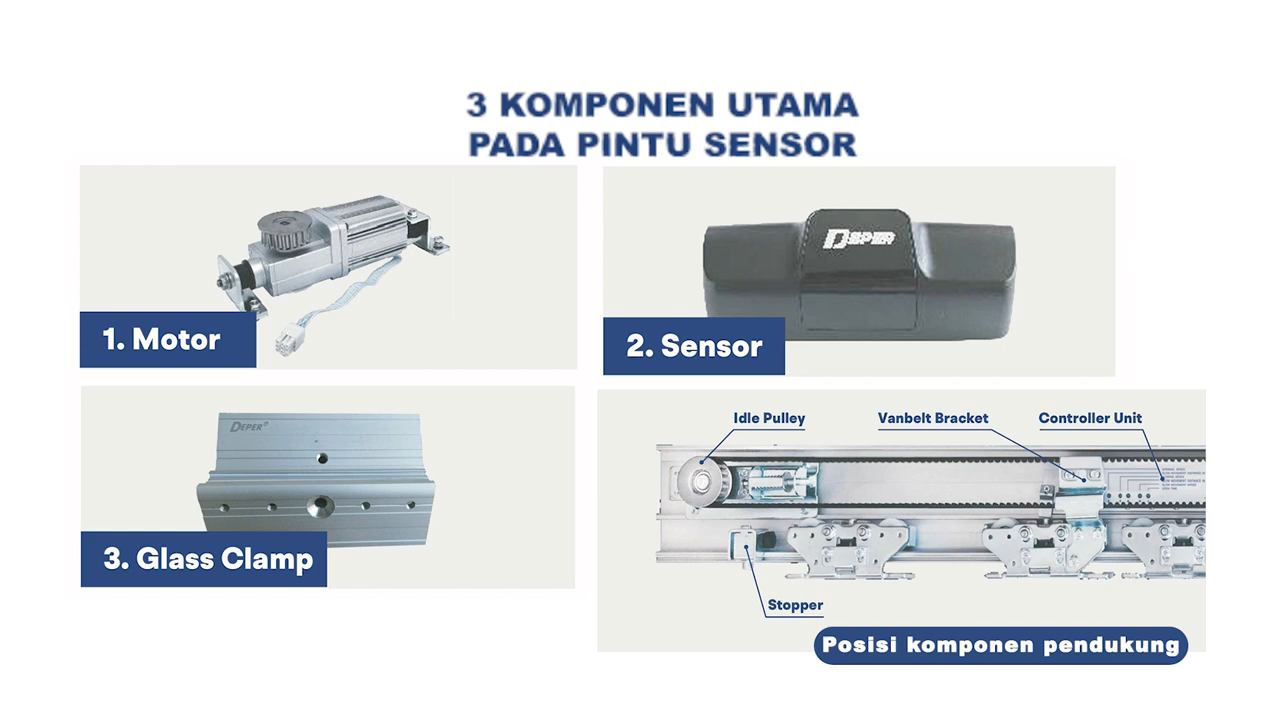 3 KOMPONEN UTAMA
PADA PINTU SENSOR
1. Motor
DEPER
2. Sensor
DEPER®
3. Glass Clamp
Idle Pulley
Vanbelt Bracket
Controller Unit
Stopper
Posisi komponen pendukung